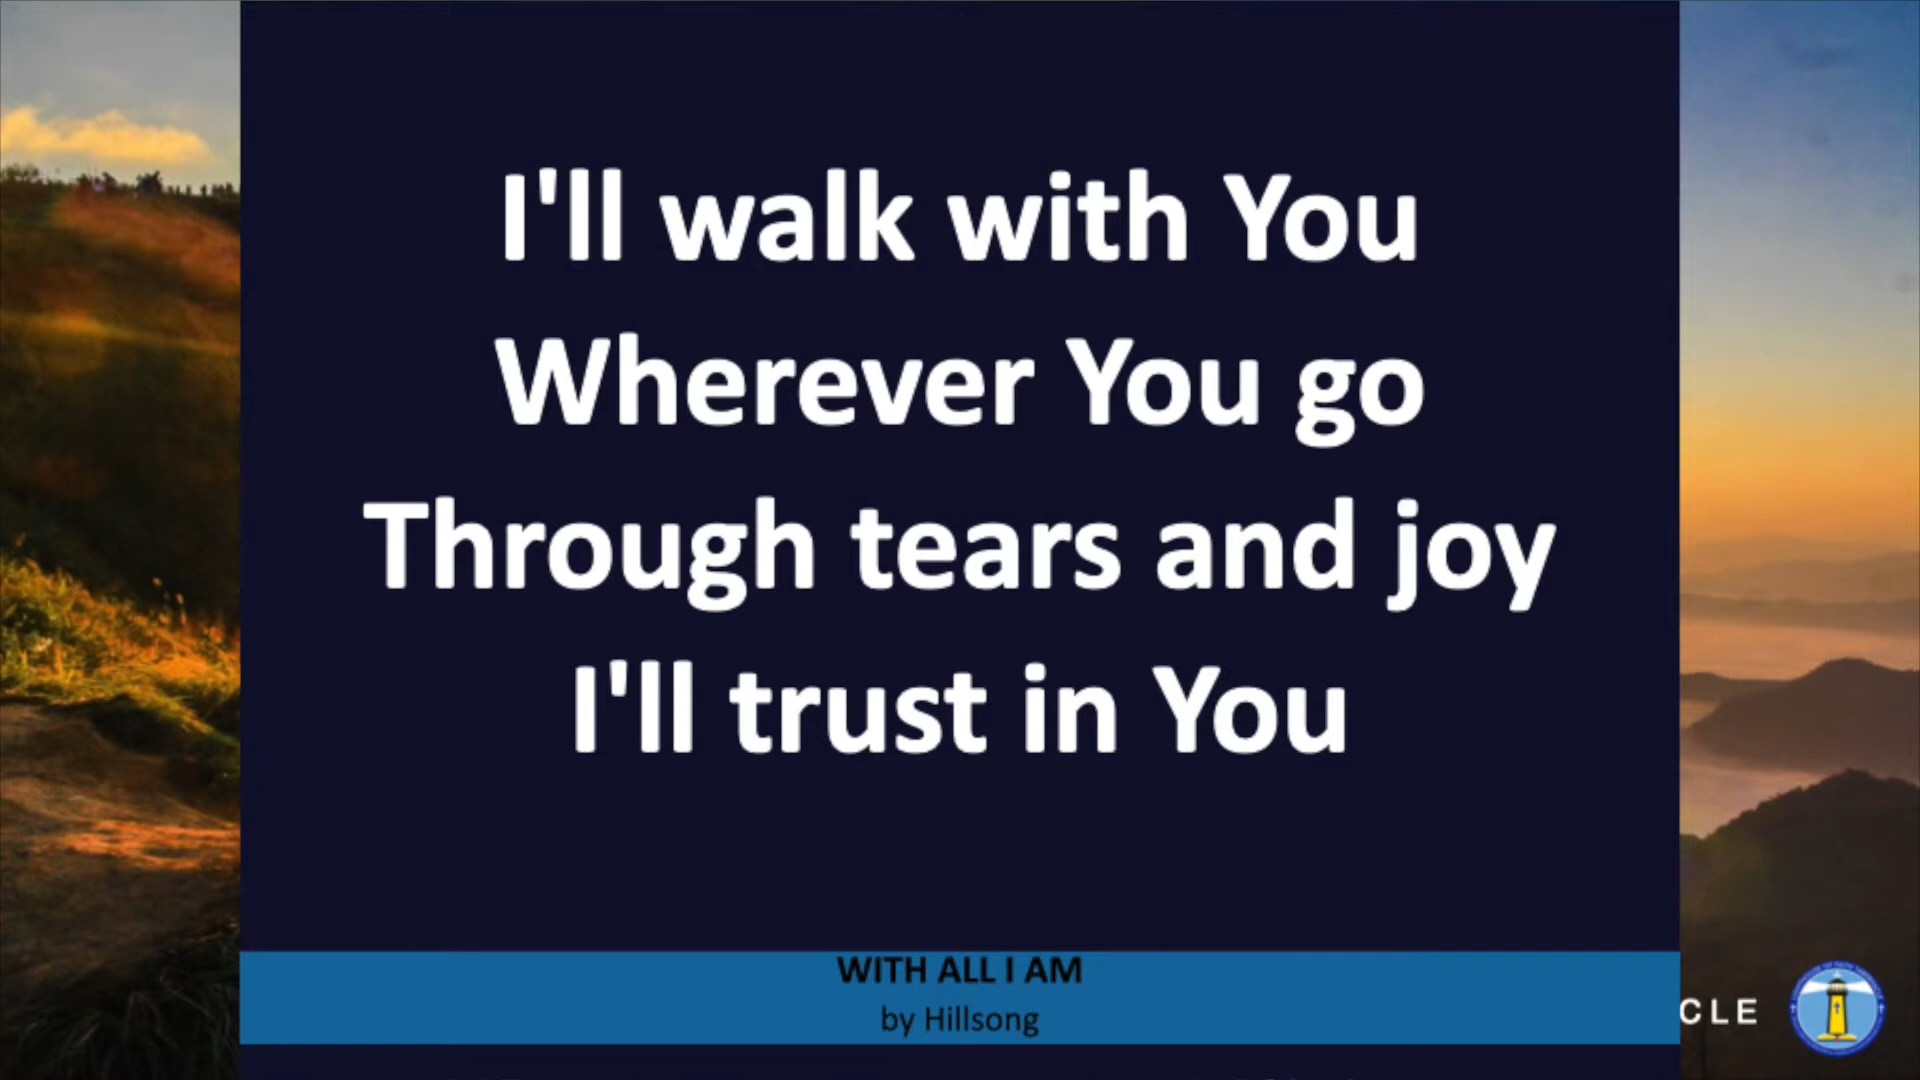 I'll walk with You
Wherever You go
Through tears and joy
I'll trust in You
WITH ALL I AM
by Hillsong
CLE